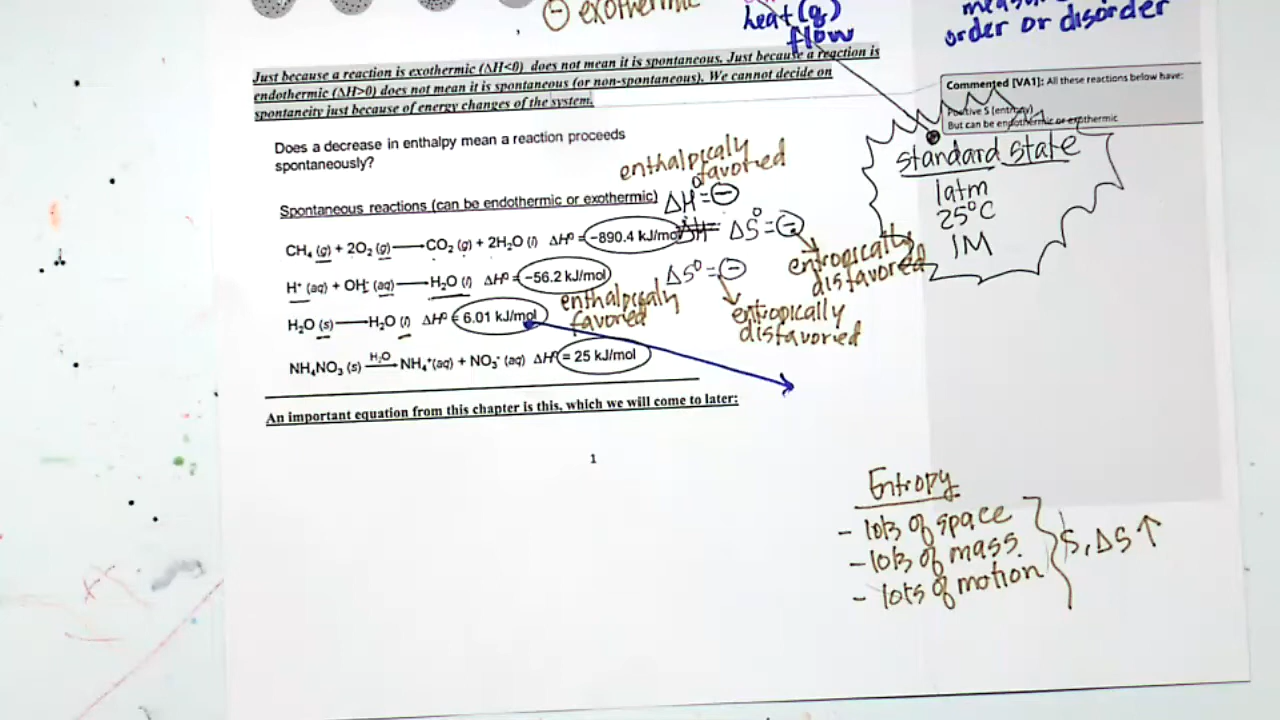 ⊖ exothermic
heat (q)
flow
order or disorder
Just because a reaction is exothermic (ΔH<0) does not mean it is spontaneous. Just because a reaction is
endothermic (ΔH>0) does not mean it is spontaneous (or non-spontaneous). We cannot decide on
spontaneity just because of energy changes of the system.
Commented [VA1]: All these reactions below have:
Positive S (entropy)
But can be endothermic or exothermic
Does a decrease in enthalpy mean a reaction proceeds
spontaneously?
enthalpically
favored
standard state
1atm
25°C
1M
Spontaneous reactions (can be endothermic or exothermic)
ΔH° = ⊖
CH₄ (g) + 2O₂ (g) ⟶ CO₂ (g) + 2H₂O (l) ΔH⁰ = −890.4 kJ/mol
ΔS° = ⊖
entropically
disfavored
H⁺ (aq) + OH⁻ (aq) ⟶ H₂O (l) ΔH⁰ = −56.2 kJ/mol
ΔS° = ⊖
enthalpically
favored
entropically
disfavored
H₂O (s) ⟶ H₂O (l) ΔH⁰ = 6.01 kJ/mol
NH₄NO₃ (s) H₂O⟶ NH₄⁺(aq) + NO₃⁻ (aq) ΔH⁰ = 25 kJ/mol
An important equation from this chapter is this, which we will come to later:
1
Entropy
- lots of space
- lots of mass
- lots of motion
S, ΔS ↑